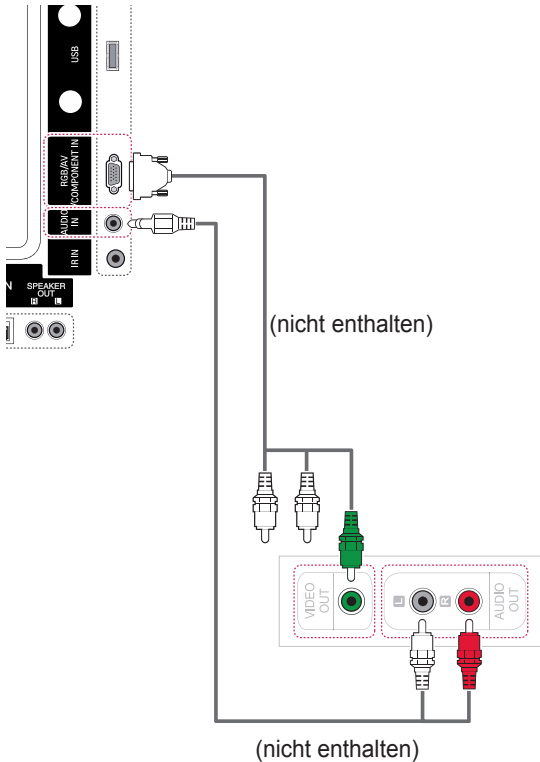 USB
RGB/AV
/COMPONENT IN
AUDIO
IN
IR IN
N
SPEAKER
OUT
R L
(nicht enthalten)
VIDEO
OUT
L R
AUDIO
OUT
(nicht enthalten)